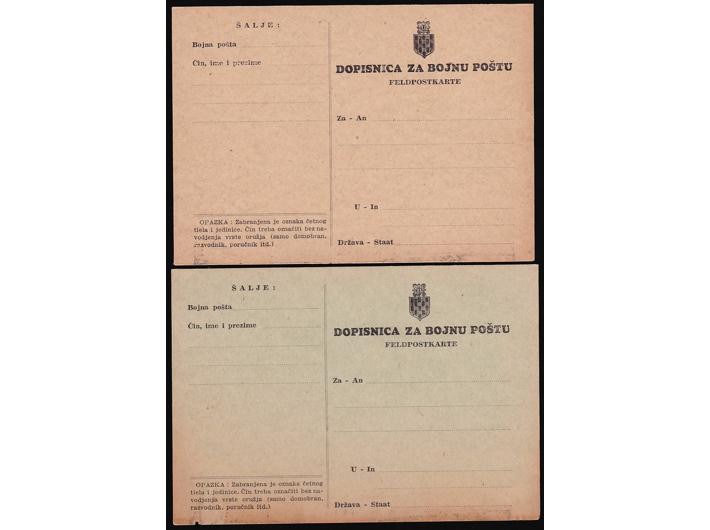 ŠALJE:
Bojna pošta
Čin, ime i prezime
OPAZKA: Zabranjena je oznaka četnog
tiela i jedinice. Čin treba označiti bez na-
vodjenja vrste oružja (samo domobran,
razvodnik, poručnik itd.)
DOPISNICA ZA BOJNU POŠTU
FELDPOSTKARTE
Za - An
U - In
Država - Staat
ŠALJE:
Bojna pošta
Čin, ime i prezime
OPAZKA: Zabranjena je oznaka četnog
tiela i jedinice. Čin treba označiti bez na-
vodjenja vrste oružja (samo domobran,
razvodnik, poručnik itd.)
DOPISNICA ZA BOJNU POŠTU
FELDPOSTKARTE
Za - An
U - In
Država - Staat